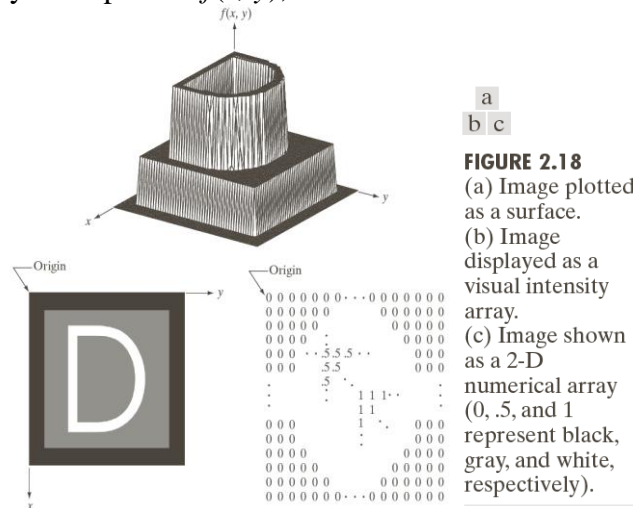 f(x, y)
x
y
a
b c
FIGURE 2.18
(a) Image plotted
as a surface.
(b) Image
displayed as a
visual intensity
array.
(c) Image shown
as a 2-D
numerical array
(0, .5, and 1
represent black,
gray, and white,
respectively).
Origin
y
D
x
Origin
0 0 0 0 0 0 0 · · · 0 0 0 0 0 0 0
0 0 0 0 0 0 0 0 0 0 0
0 0 0 0 0 0 0 0 0 0
0 0 0 0 0 0 0 0 0
0 0 0 · · .5 .5 .5 · · 0 0 0
0 0 0 .5 .5 0 0 0
.5
1 1 1 · ·
1 1
0 0 0 1 · 0 0 0
0 0 0 0 0 0
0 0 0 0 0 0 0 0
0 0 0 0 0 0 0 0 0 0
0 0 0 0 0 0 0 0 0 0 0 0
0 0 0 0 0 0 0 · · · 0 0 0 0 0 0 0